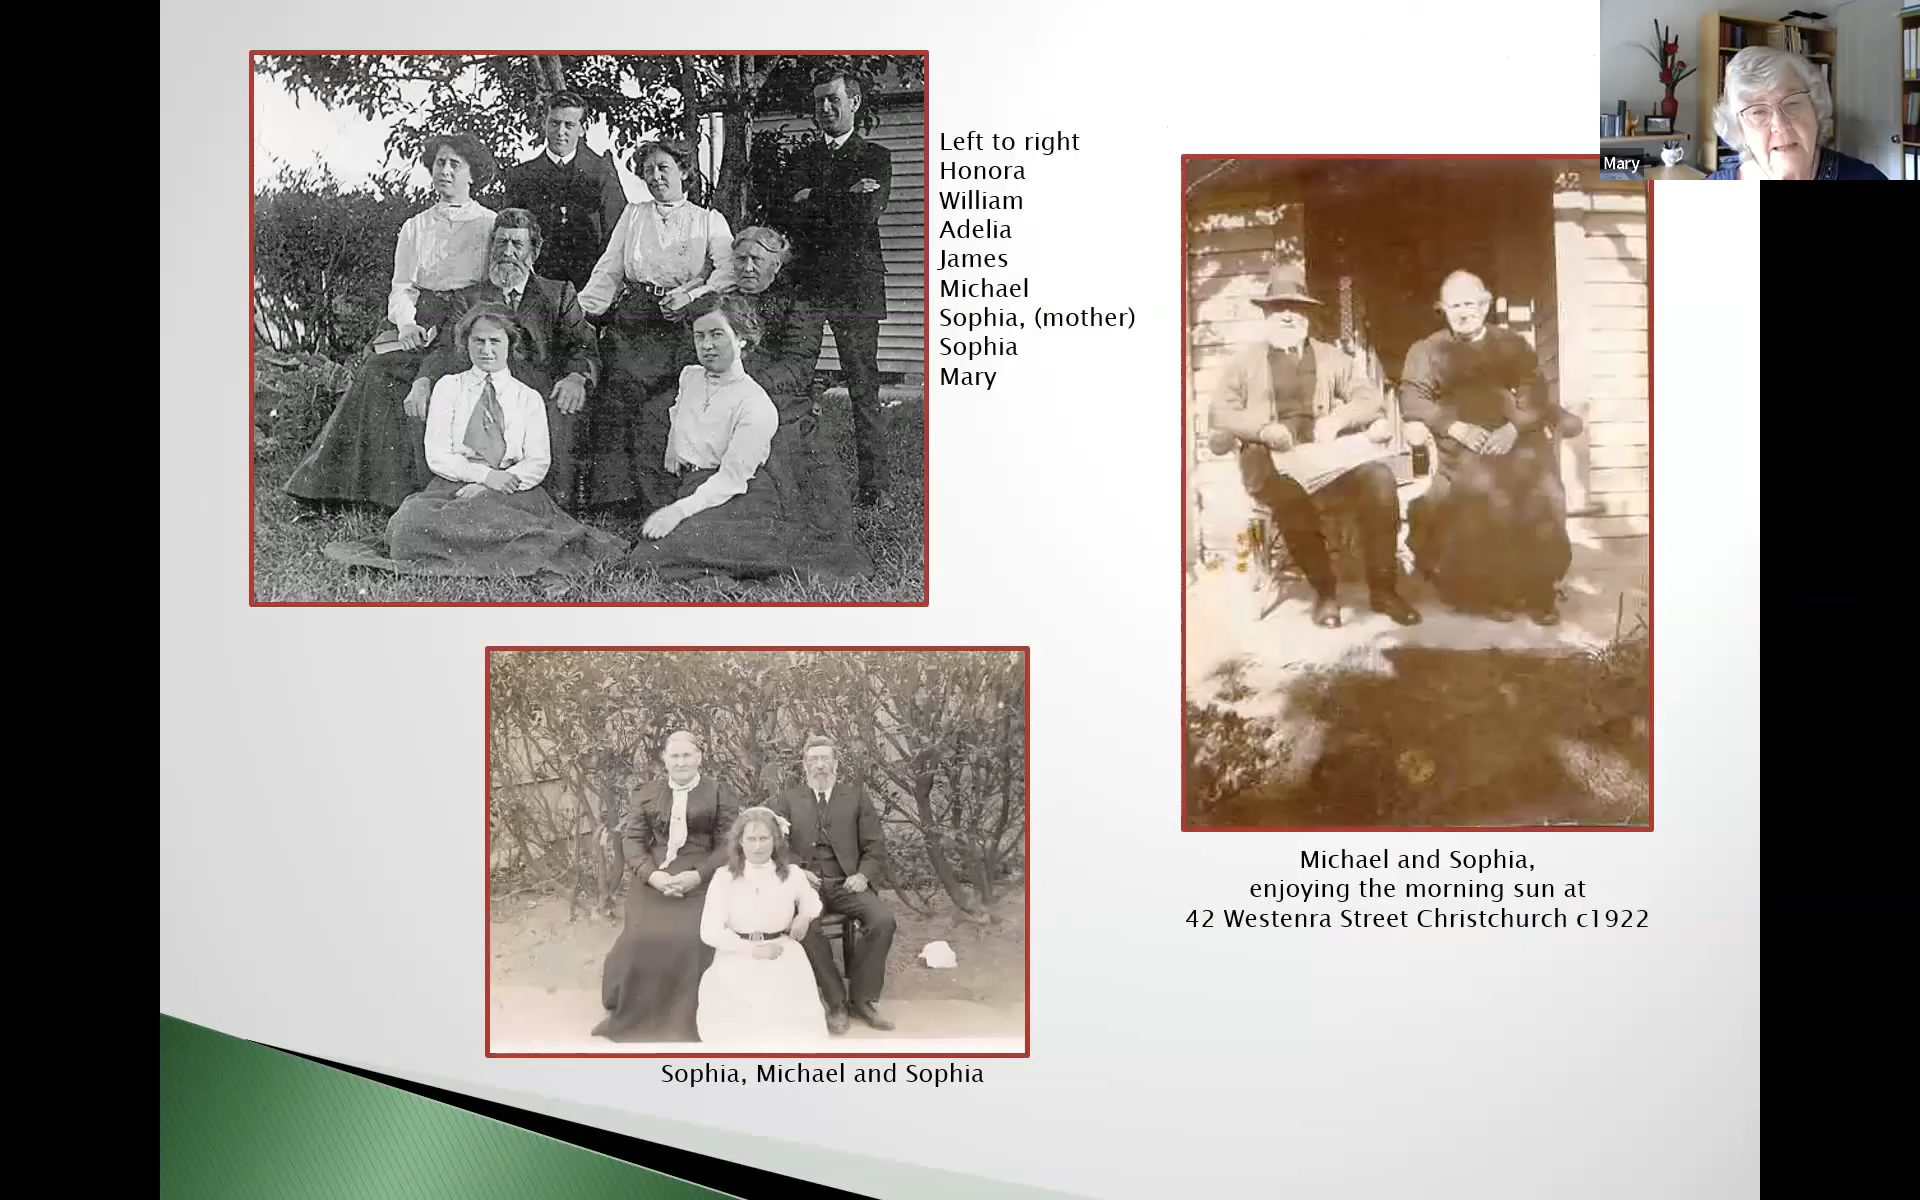 Left to right
Honora
William
Adelia
James
Michael
Sophia, (mother)
Sophia
Mary
Mary
42
Michael and Sophia,
enjoying the morning sun at
42 Westenra Street Christchurch c1922
Sophia, Michael and Sophia